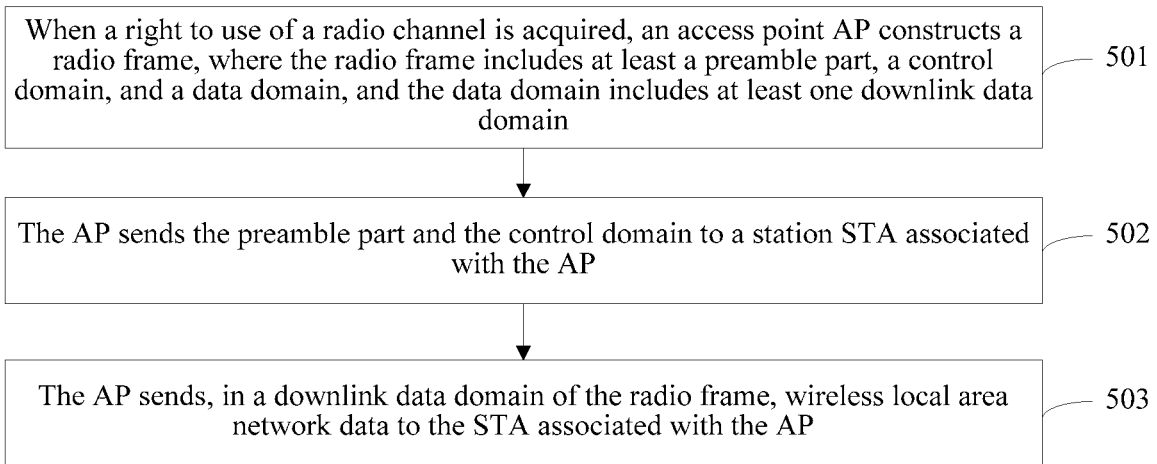 When a right to use of a radio channel is acquired, an access point AP constructs a
radio frame, where the radio frame includes at least a preamble part, a control
domain, and a data domain, and the data domain includes at least one downlink data
domain
501
The AP sends the preamble part and the control domain to a station STA associated
with the AP
502
The AP sends, in a downlink data domain of the radio frame, wireless local area
network data to the STA associated with the AP
503